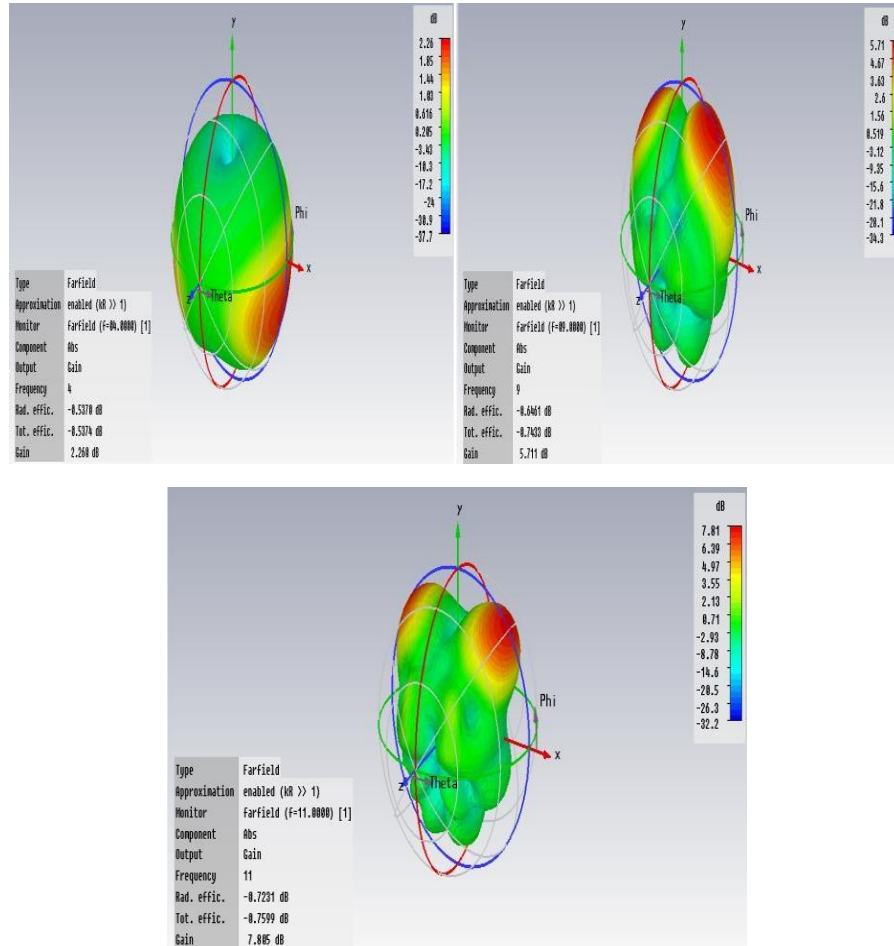 dB
2.26
1.85
1.44
1.03
0.616
0.205
-3.43
-10.3
-17.2
-24
-30.9
-37.7
y
Phi
x
z
Theta
Type Farfield
Approximation enabled (kR >> 1)
Monitor farfield (f=04.0000) [1]
Component Abs
Output Gain
Frequency 4
Rad. effic. -0.5370 dB
Tot. effic. -0.5374 dB
Gain 2.260 dB
dB
5.71
4.67
3.63
2.6
1.56
0.519
-3.12
-9.35
-15.6
-21.8
-28.1
-34.3
y
Phi
x
z
Theta
Type Farfield
Approximation enabled (kR >> 1)
Monitor farfield (f=09.0000) [1]
Component Abs
Output Gain
Frequency 9
Rad. effic. -0.6461 dB
Tot. effic. -0.7433 dB
Gain 5.711 dB
dB
7.81
6.39
4.97
3.55
2.13
0.71
-2.93
-8.78
-14.6
-20.5
-26.3
-32.2
y
Phi
x
z
Theta
Type Farfield
Approximation enabled (kR >> 1)
Monitor farfield (f=11.0000) [1]
Component Abs
Output Gain
Frequency 11
Rad. effic. -0.7231 dB
Tot. effic. -0.7599 dB
Gain 7.805 dB